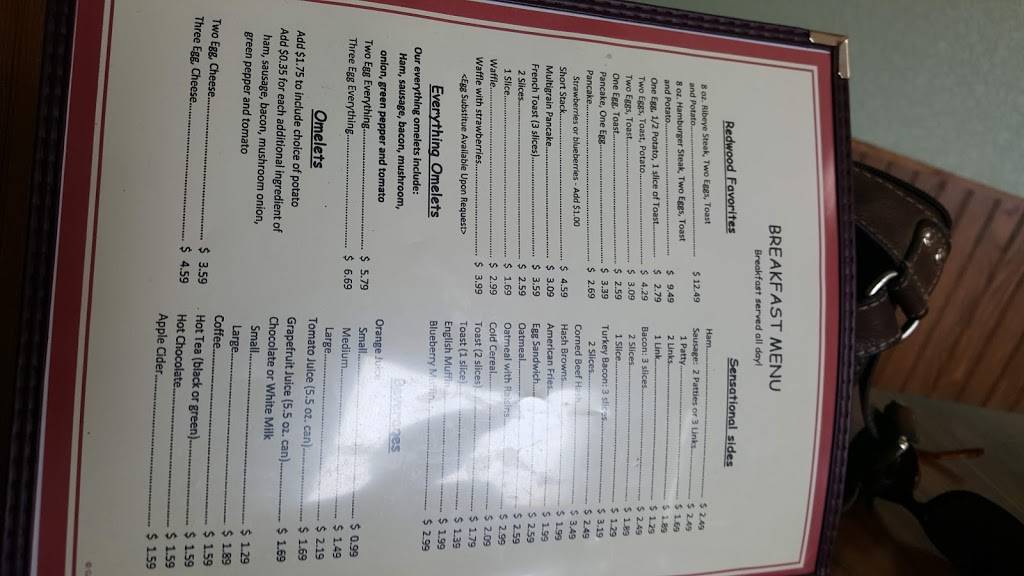 BREAKFAST MENU
Breakfast served all day!
Redwood Favorites
8 oz. Ribeye Steak, Two Eggs, Toast
and Potato.......... $ 12.49
8 oz. Hamburger Steak, Two Eggs, Toast
and Potato.......... $ 9.49
One Egg, 1/2 Potato, 1 slice of Toast.......... $ 2.79
Two Eggs, Toast, Potato.......... $ 4.29
Two Eggs, Toast.......... $ 3.09
One Egg, Toast.......... $ 2.59
Pancake, One Egg.......... $ 3.39
Pancake.......... $ 2.69
Strawberries or blueberries - Add $1.00
Short Stack.......... $ 4.59
Multigrain Pancake.......... $ 3.09
French Toast (3 slices).......... $ 3.59
2 Slices.......... $ 2.59
1 Slice.......... $ 1.69
Waffle.......... $ 2.99
Waffle with strawberries.......... $ 3.99
<Egg Substitue Available Upon Request>
Everything Omelets
Our everything omelets include:
Ham, sausage, bacon, mushroom,
onion, green pepper and tomato
Two Egg Everything.......... $ 5.79
Three Egg Everything.......... $ 6.69
Omelets
Add $1.75 to include choice of potato
Add $0.35 for each additional ingredient of
ham, sausage, bacon, mushroom onion,
green pepper and tomato
Two Egg, Cheese.......... $ 3.59
Three Egg, Cheese.......... $ 4.59
Sensational sides
Ham.......... $ 2.49
Sausage: 2 Patties or 3 Links.......... $ 2.49
1 Patty.......... $ 1.69
2 Links.......... $ 1.89
1 Link.......... $ 1.29
Bacon: 3 slices.......... $ 2.49
2 Slices.......... $ 1.89
1 Slice.......... $ 1.29
Turkey Bacon: 3 slices.......... $ 3.19
2 Slices.......... $ 2.49
Corned Beef Hash.......... $ 3.49
Hash Browns.......... $ 1.99
American Fries.......... $ 1.99
Egg Sandwich.......... $ 2.59
Oatmeal.......... $ 2.59
Oatmeal with Raisins.......... $ 2.99
Cold Cereal.......... $ 2.09
Toast (2 slices).......... $ 1.79
Toast (1 slice).......... $ 1.39
English Muffin.......... $ 1.99
Blueberry Muffin.......... $ 2.99
Beverages
Orange Juice
Small.......... $ 0.99
Medium.......... $ 1.49
Large.......... $ 2.19
Tomato Juice (5.5 oz. can).......... $ 1.69
Grapefruit Juice (5.5 oz. can).......... $ 1.69
Chocolate or White Milk
Small.......... $ 1.29
Large.......... $ 1.89
Coffee.......... $ 1.59
Hot Tea (black or green).......... $ 1.59
Hot Chocolate.......... $ 1.59
Apple Cider.......... $ 1.59